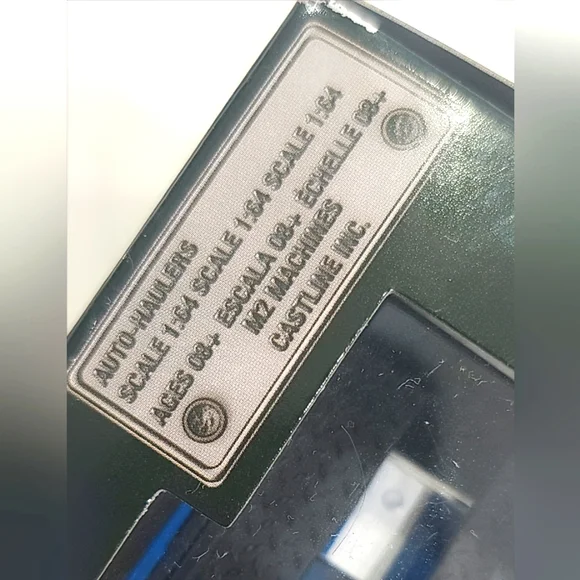 AUTO-HAULERS
SCALE 1:64 SCALE 1:64 SCALE 1:64
AGES 08+ ESCALA 08+ ÉCHELLE 08+
M2 MACHINES
CASTLINE INC.